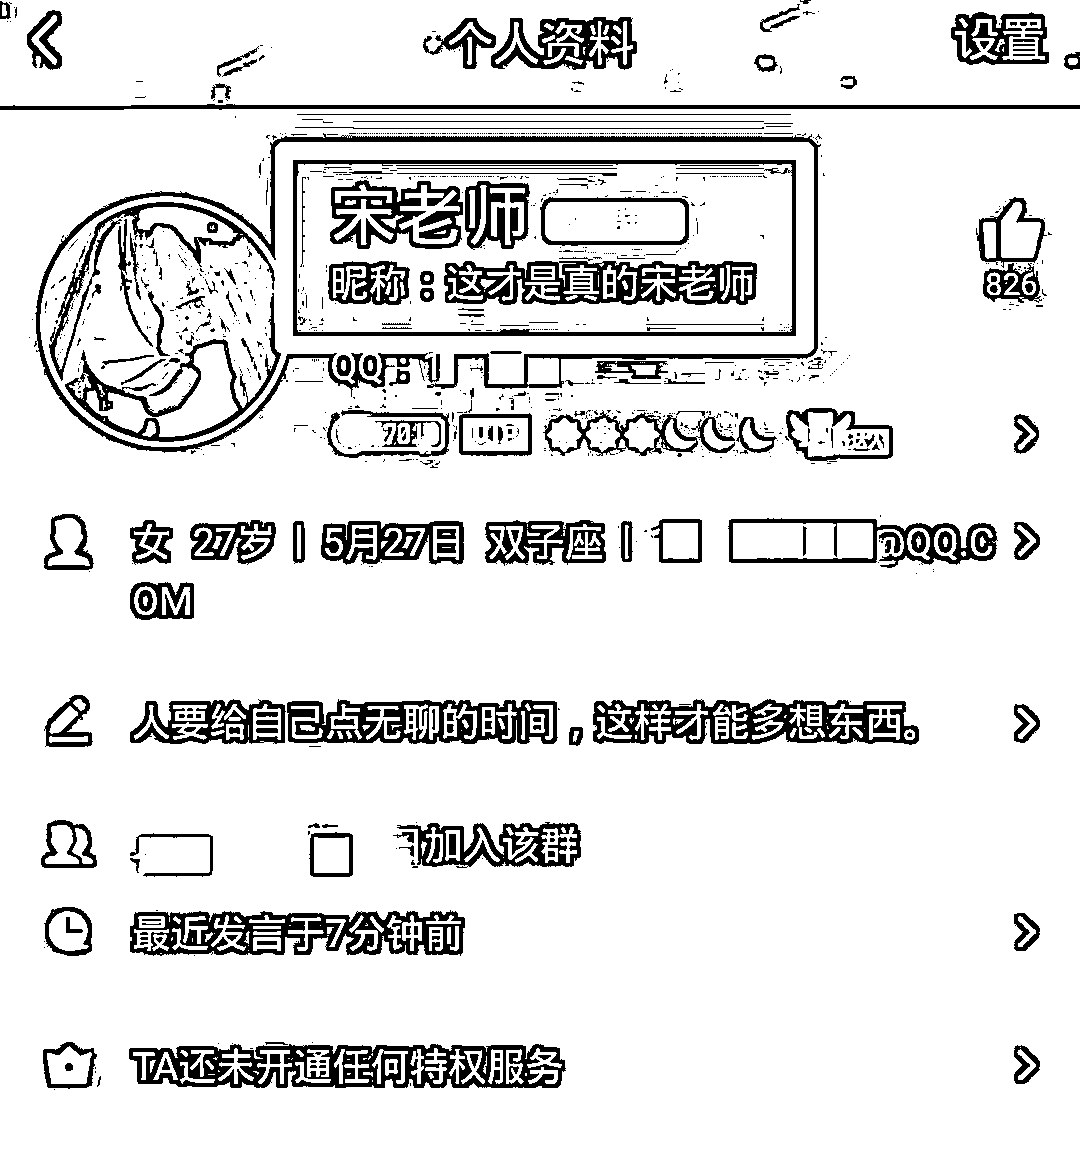 个人资料
设置
宋老师
昵称：这才是真的宋老师
826
QQ：1
VIP
达人
女 27岁 | 5月27日 双子座 |
@QQ.C
OM
人要给自己点无聊的时间，这样才能多想东西。
加入该群
最近发言于7分钟前
TA还未开通任何特权服务